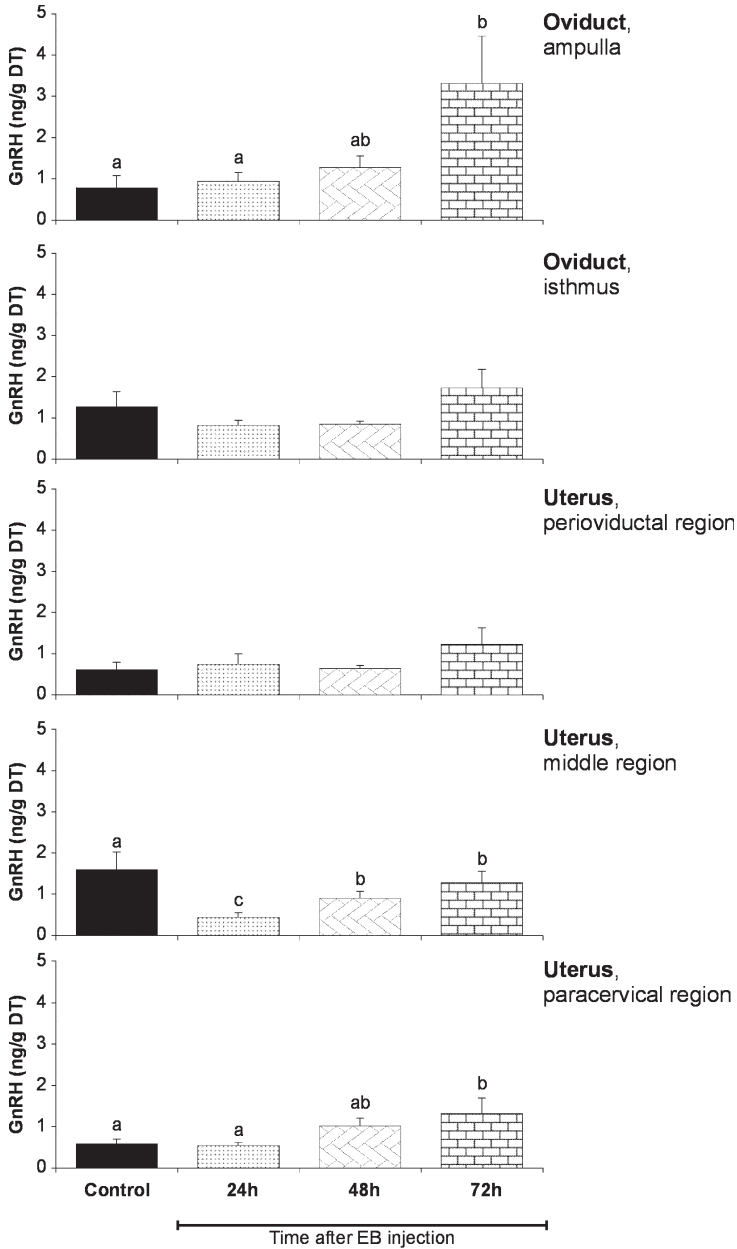 GnRH (ng/g DT)
5
4
3
2
1
0
a
a
ab
b
Oviduct,
ampulla
GnRH (ng/g DT)
5
4
3
2
1
0
Oviduct,
isthmus
GnRH (ng/g DT)
5
4
3
2
1
0
Uterus,
perioviductal region
GnRH (ng/g DT)
5
4
3
2
1
0
a
c
b
b
Uterus,
middle region
GnRH (ng/g DT)
5
4
3
2
1
0
a
a
ab
b
Uterus,
paracervical region
Control 24h 48h 72h
Time after EB injection